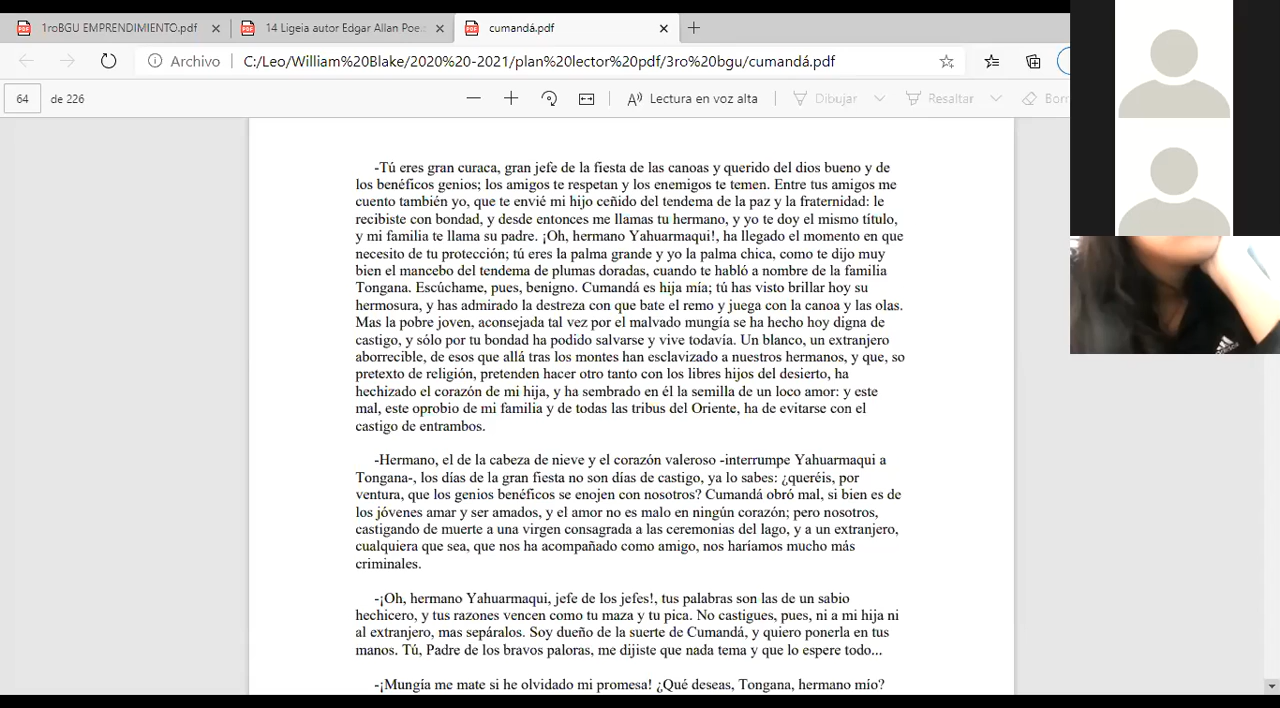 1roBGU EMPRENDIMIENTO.pdf
14 Ligeia autor Edgar Allan Poe.
cumandá.pdf
Archivo
C:/Leo/William%20Blake/2020%20-2021/plan%20lector%20pdf/3ro%20bgu/cumandá.pdf
64 de 226
Lectura en voz alta
Dibujar
Resaltar
Borr
-Tú eres gran curaca, gran jefe de la fiesta de las canoas y querido del dios bueno y de
los benéficos genios; los amigos te respetan y los enemigos te temen. Entre tus amigos me
cuento también yo, que te envié mi hijo ceñido del tendema de la paz y la fraternidad: le
recibiste con bondad, y desde entonces me llamas tu hermano, y yo te doy el mismo título,
y mi familia te llama su padre. ¡Oh, hermano Yahuarmaqui!, ha llegado el momento en que
necesito de tu protección; tú eres la palma grande y yo la palma chica, como te dijo muy
bien el mancebo del tendema de plumas doradas, cuando te habló a nombre de la familia
Tongana. Escúchame, pues, benigno. Cumandá es hija mía; tú has visto brillar hoy su
hermosura, y has admirado la destreza con que bate el remo y juega con la canoa y las olas.
Mas la pobre joven, aconsejada tal vez por el malvado mungía se ha hecho hoy digna de
castigo, y sólo por tu bondad ha podido salvarse y vive todavía. Un blanco, un extranjero
aborrecible, de esos que allá tras los montes han esclavizado a nuestros hermanos, y que, so
pretexto de religión, pretenden hacer otro tanto con los libres hijos del desierto, ha
hechizado el corazón de mi hija, y ha sembrado en él la semilla de un loco amor: y este
mal, este oprobio de mi familia y de todas las tribus del Oriente, ha de evitarse con el
castigo de entrambos.
-Hermano, el de la cabeza de nieve y el corazón valeroso -interrumpe Yahuarmaqui a
Tongana-, los días de la gran fiesta no son días de castigo, ya lo sabes: ¿queréis, por
ventura, que los genios benéficos se enojen con nosotros? Cumandá obró mal, si bien es de
los jóvenes amar y ser amados, y el amor no es malo en ningún corazón; pero nosotros,
castigando de muerte a una virgen consagrada a las ceremonias del lago, y a un extranjero,
cualquiera que sea, que nos ha acompañado como amigo, nos haríamos mucho más
criminales.
-¡Oh, hermano Yahuarmaqui, jefe de los jefes!, tus palabras son las de un sabio
hechicero, y tus razones vencen como tu maza y tu pica. No castigues, pues, ni a mi hija ni
al extranjero, mas sepáralos. Soy dueño de la suerte de Cumandá, y quiero ponerla en tus
manos. Tú, Padre de los bravos paloras, me dijiste que nada tema y que lo espere todo...
-¡Mungía me mate si he olvidado mi promesa! ¿Qué deseas, Tongana, hermano mío?